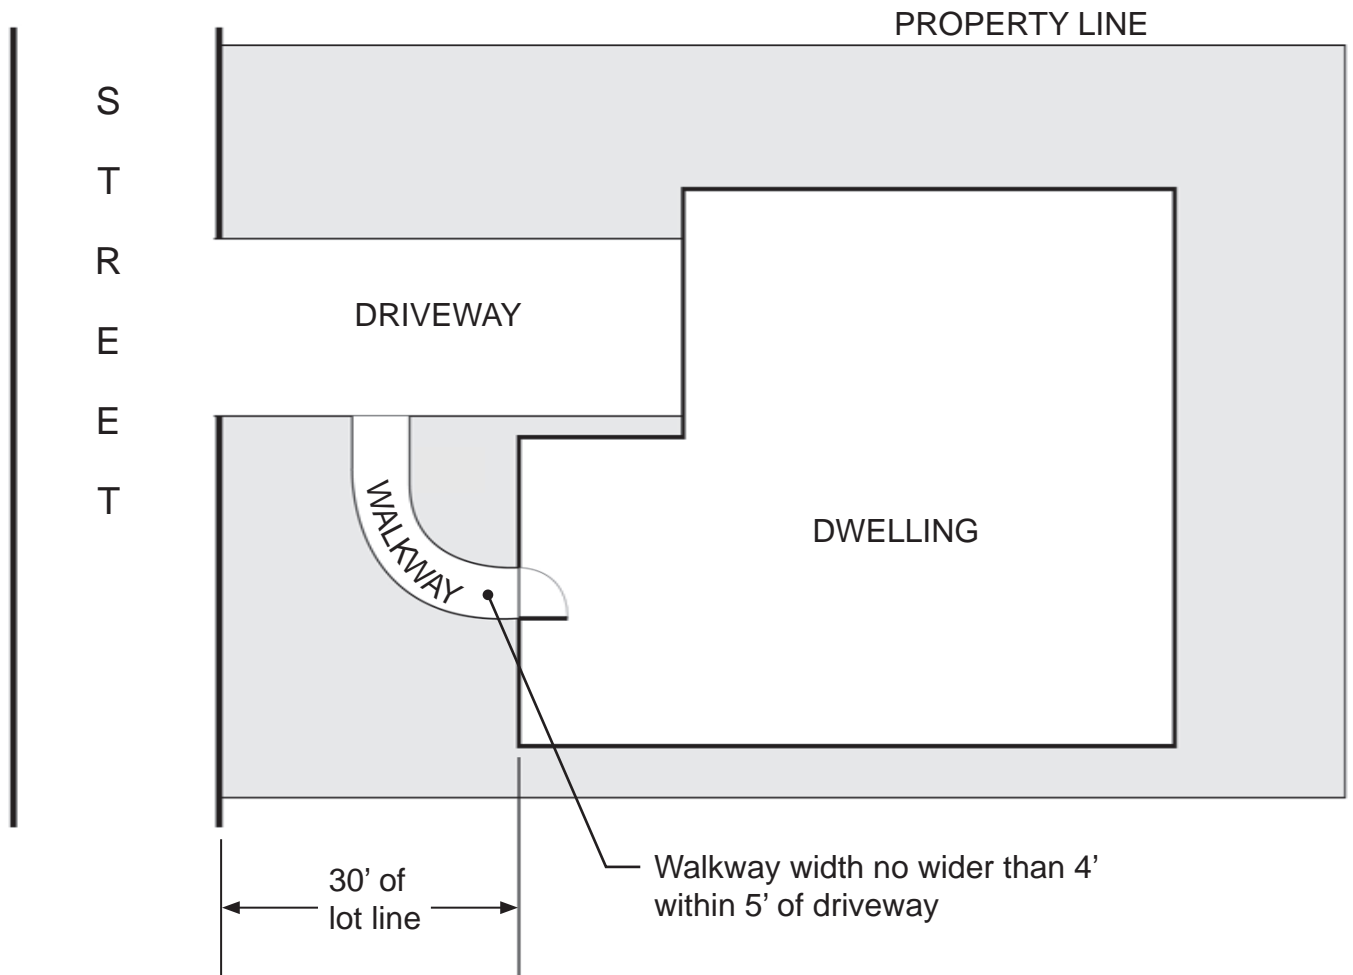 PROPERTY LINE
S
T
R
E
E
T
DRIVEWAY
WALKWAY
DWELLING
30’ of
lot line
Walkway width no wider than 4’
within 5’ of driveway